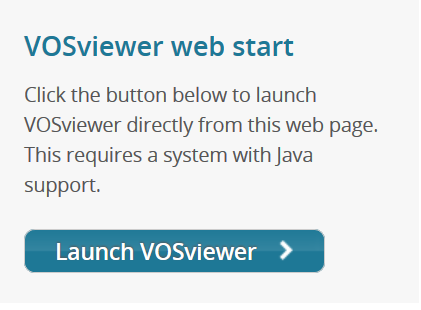 VOSviewer web start
Click the button below to launch
VOSviewer directly from this web page.
This requires a system with Java
support.
Launch VOSviewer